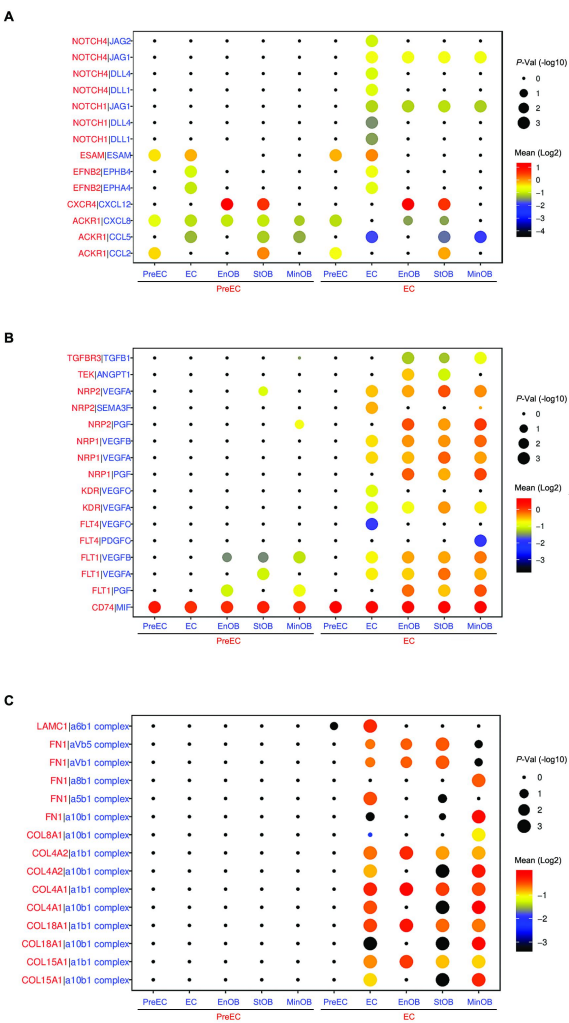 A
NOTCH4|JAG2
NOTCH4|JAG1
NOTCH4|DLL4
NOTCH4|DLL1
NOTCH1|JAG1
NOTCH1|DLL4
NOTCH1|DLL1
ESAM|ESAM
EFNB2|EPHB4
EFNB2|EPHA4
CXCR4|CXCL12
ACKR1|CXCL8
ACKR1|CCL5
ACKR1|CCL2
PreEC EC EnOB StOB MinOB PreEC EC EnOB StOB MinOB
PreEC EC
P-Val (-log10)
0
1
2
3
Mean (Log2)
1
0
-1
-2
-3
-4
B
TGFBR3|TGFB1
TEK|ANGPT1
NRP2|VEGFA
NRP2|SEMA3F
NRP2|PGF
NRP1|VEGFB
NRP1|VEGFA
NRP1|PGF
KDR|VEGFC
KDR|VEGFA
FLT4|VEGFC
FLT4|PDGFC
FLT1|VEGFB
FLT1|VEGFA
FLT1|PGF
CD74|MIF
PreEC EC EnOB StOB MinOB PreEC EC EnOB StOB MinOB
PreEC EC
P-Val (-log10)
0
1
2
3
Mean (Log2)
0
-1
-2
-3
C
LAMC1|a6b1 complex
FN1|aVb5 complex
FN1|aVb1 complex
FN1|a8b1 complex
FN1|a5b1 complex
FN1|a10b1 complex
COL8A1|a10b1 complex
COL4A2|a1b1 complex
COL4A2|a10b1 complex
COL4A1|a1b1 complex
COL4A1|a10b1 complex
COL18A1|a1b1 complex
COL18A1|a10b1 complex
COL15A1|a1b1 complex
COL15A1|a10b1 complex
PreEC EC EnOB StOB MinOB PreEC EC EnOB StOB MinOB
PreEC EC
P-Val (-log10)
0
1
2
3
Mean (Log2)
-1
-2
-3